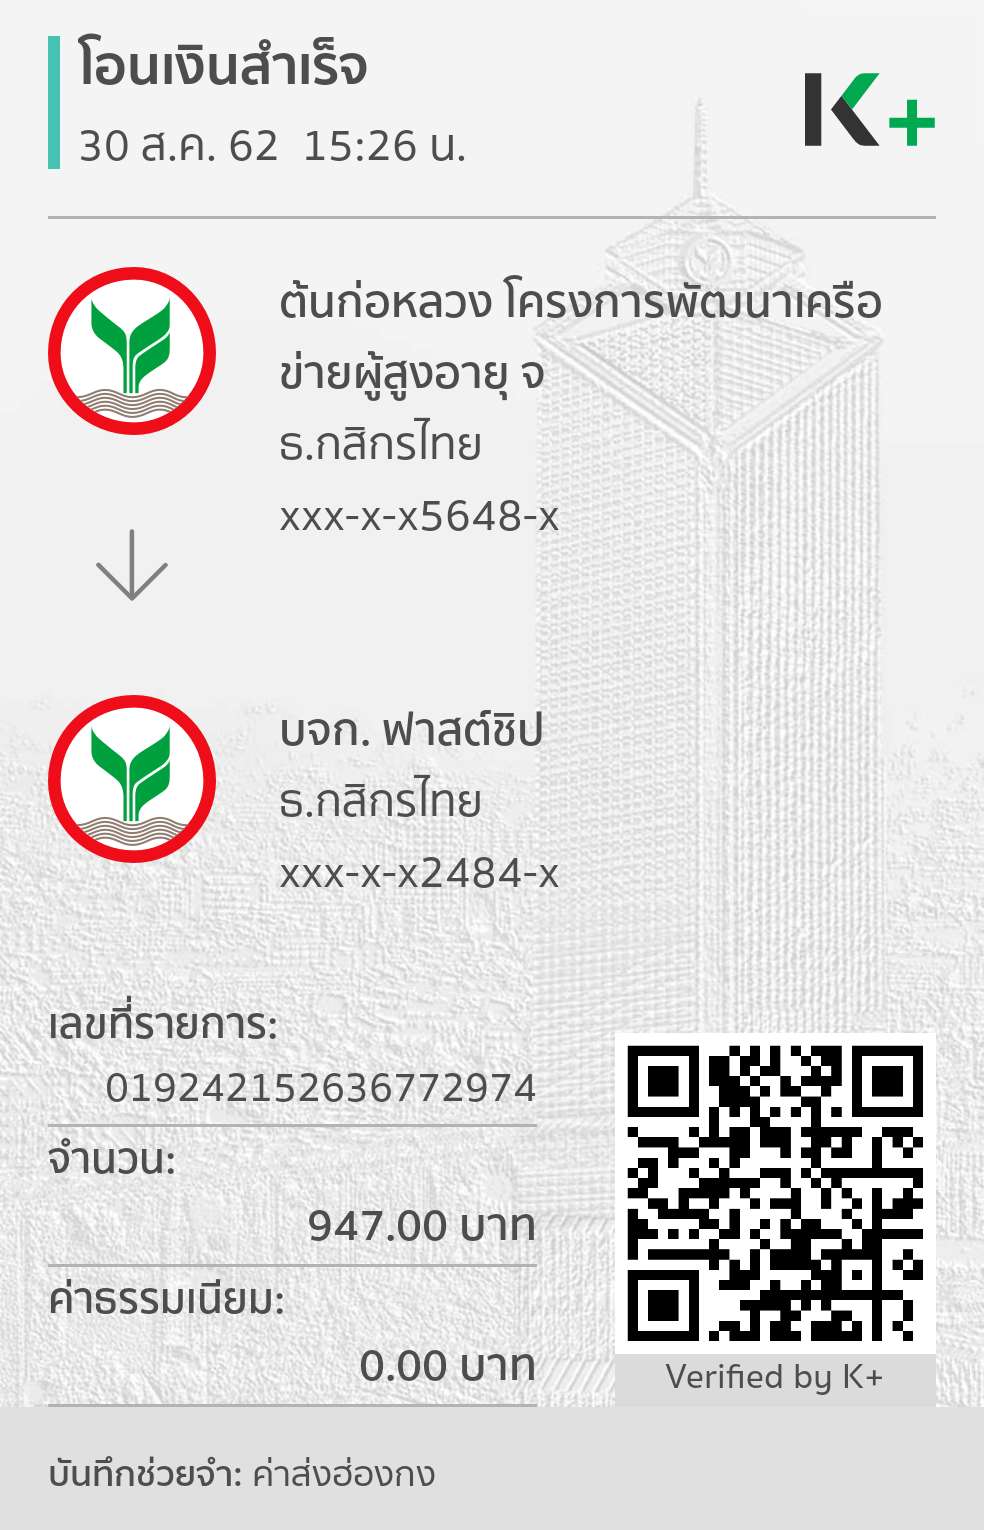 โอนเงินสำเร็จ
30 ส.ค. 62 15:26 น.
K+
ต้นก่อหลวง โครงการพัฒนาเครือ
ข่ายผู้สูงอายุ จ
ธ.กสิกรไทย
xxx-x-x5648-x
บจก. ฟาสต์ชิป
ธ.กสิกรไทย
xxx-x-x2484-x
เลขที่รายการ:
019242152636772974
จำนวน:
947.00 บาท
ค่าธรรมเนียม:
0.00 บาท
Verified by K+
บันทึกช่วยจำ: ค่าส่งฮ่องกง